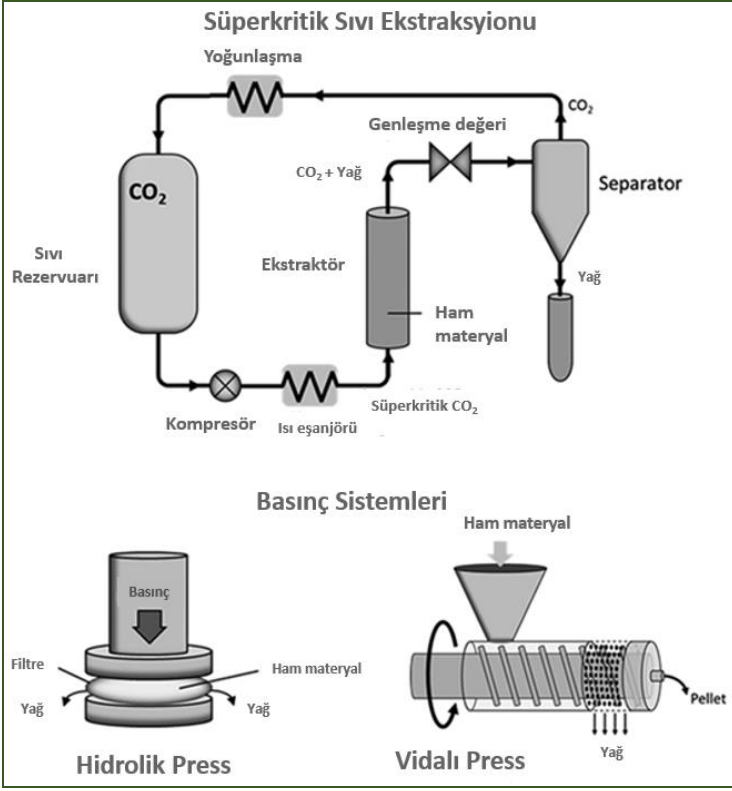 Süperkritik Sıvı Ekstraksyionu
Yoğunlaşma
CO₂
Genleşme değeri
CO₂ + Yağ
CO₂
Separator
Sıvı
Rezervuarı
Ekstraktör
Yağ
Ham
materyal
Süperkritik CO₂
Kompresör
Isı eşanjörü
Basınç Sistemleri
Ham materyal
Basınç
Filtre
Ham materyal
Yağ
Yağ
Pellet
Yağ
Hidrolik Press
Vidalı Press